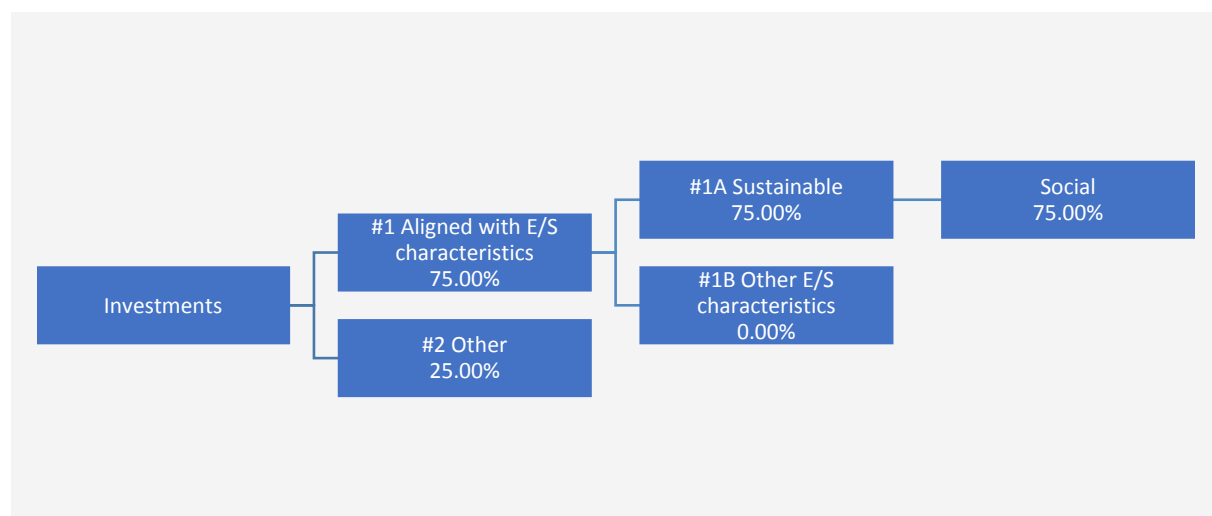 Investments
#1 Aligned with E/S
characteristics
75.00%
#2 Other
25.00%
#1A Sustainable
75.00%
#1B Other E/S
characteristics
0.00%
Social
75.00%